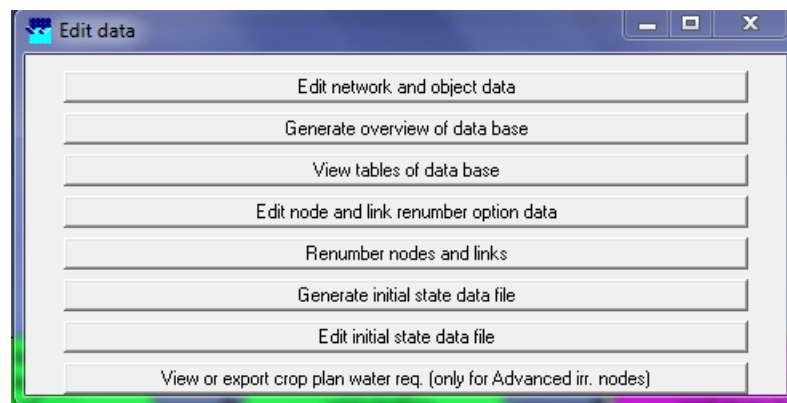 Edit data
Edit network and object data
Generate overview of data base
View tables of data base
Edit node and link renumber option data
Renumber nodes and links
Generate initial state data file
Edit initial state data file
View or export crop plan water req. (only for Advanced irr. nodes)